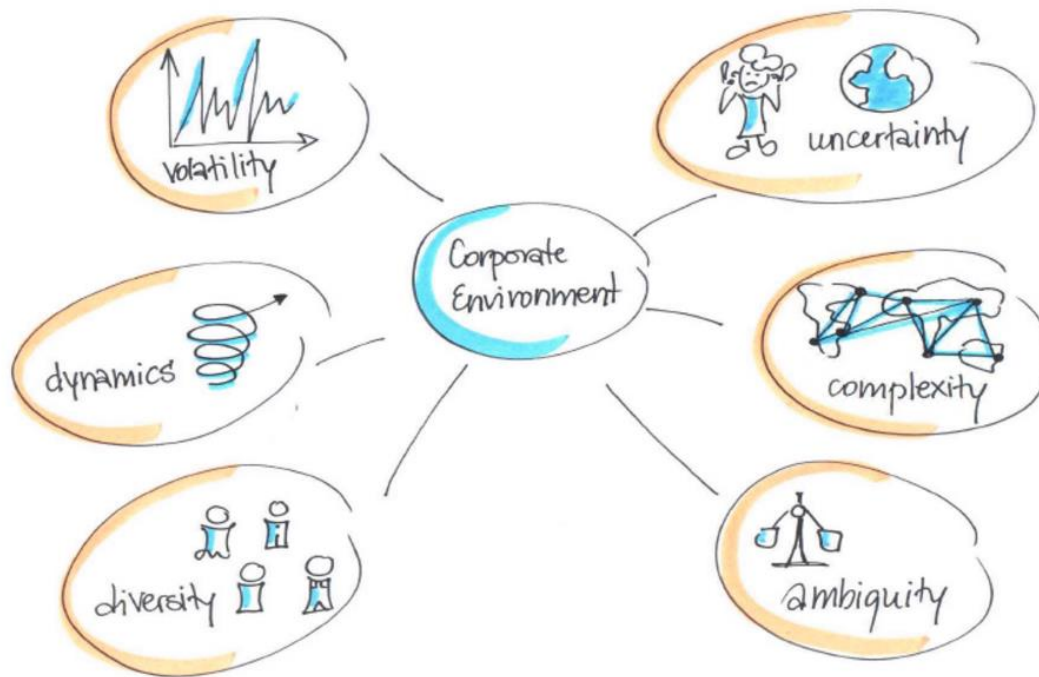 volatility
uncertainty
Corporate
Environment
dynamics
complexity
diversity
ambiguity